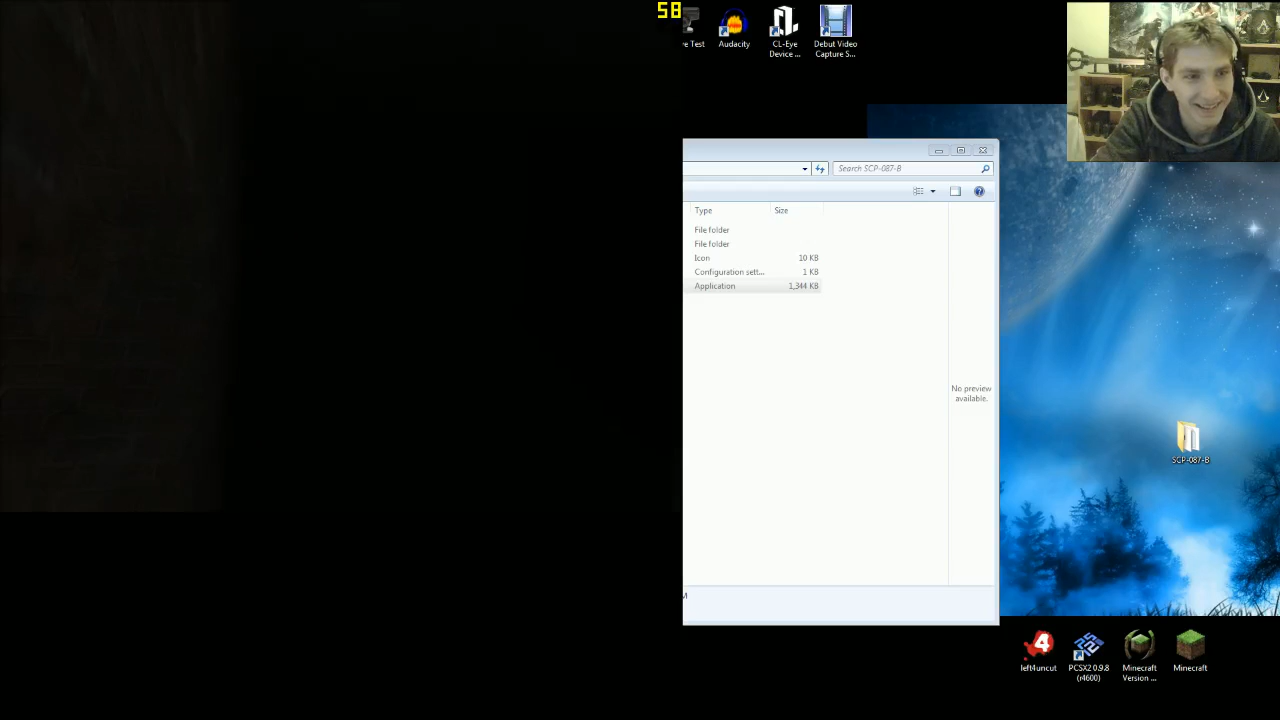 58
ve Test
Audacity
CL-Eye
Device ...
Debut Video
Capture S...
Search SCP-087-B
Type
Size
File folder
File folder
Icon
10 KB
Configuration sett...
1 KB
Application
1,344 KB
No preview
available.
SCP-087-B
M
left4uncut
PCSX2 0.9.8
(r4600)
Minecraft
Version ...
Minecraft